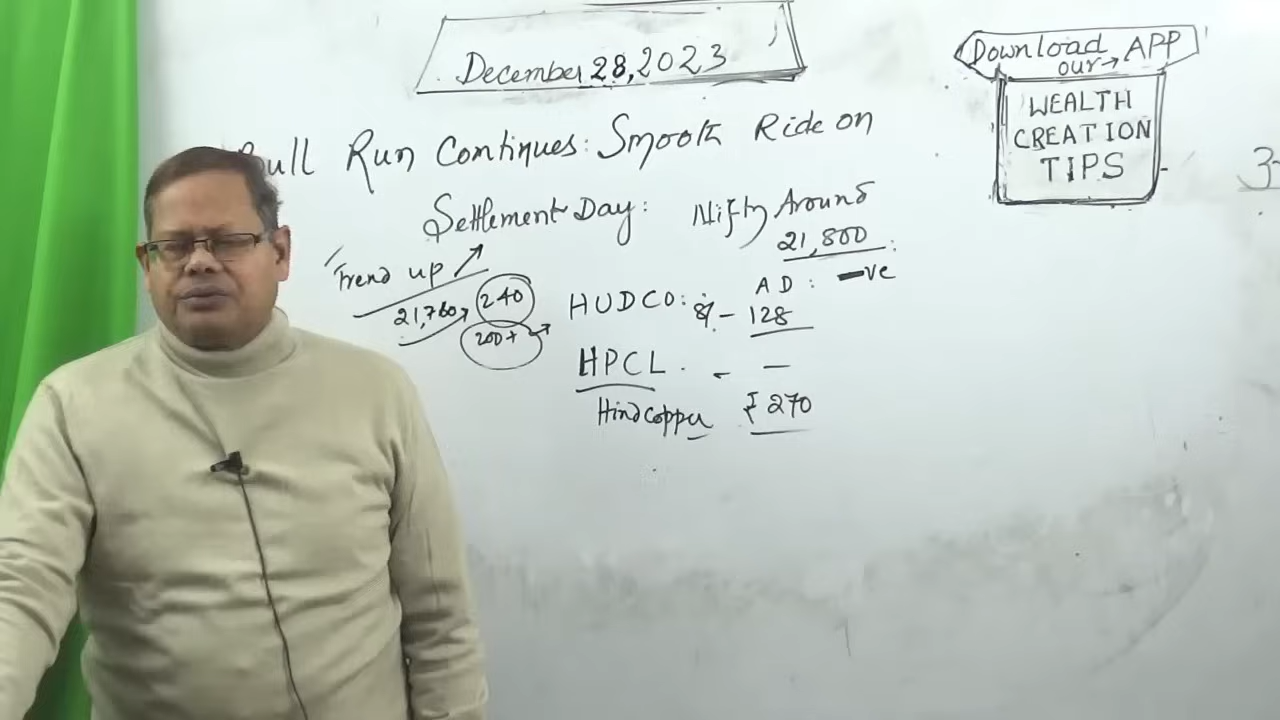 December 28, 2023
Download
our → APP
WEALTH
CREATION
TIPS
Bull Run Continues: Smooth Ride on
Settlement Day: Nifty Around
21,800
Trend up ↗
AD: -ve
21,760 → 240
200+ →
HUDCO: - 128
HPCL. - -
Hindcopper ₹270
3